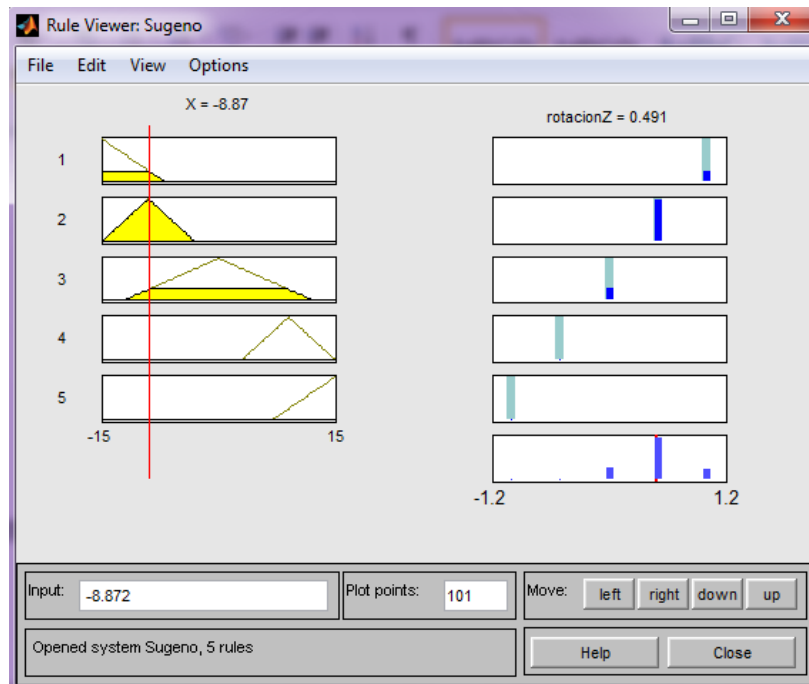 Rule Viewer: Sugeno
File Edit View Options
X = -8.87
rotacionZ = 0.491
1
2
3
4
5
-15 15
-1.2 1.2
Input: -8.872 Plot points: 101 Move: left right down up
Opened system Sugeno, 5 rules Help Close